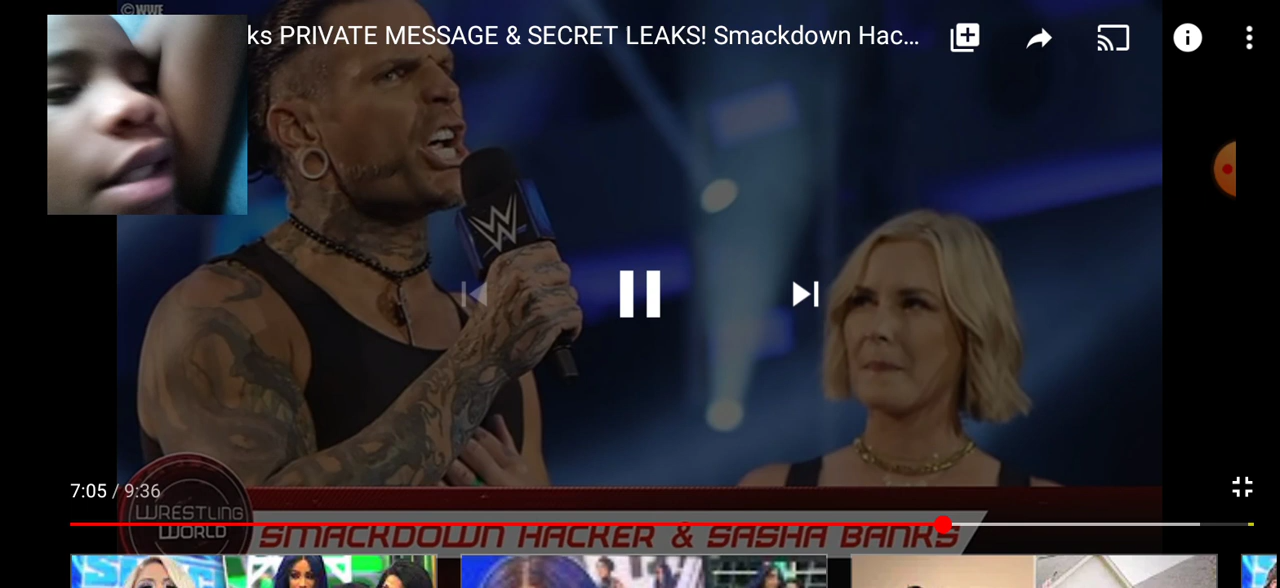 ©WWE
ks PRIVATE MESSAGE & SECRET LEAKS! Smackdown Hac...
W
7:05 / 9:36
WRESTLING
WORLD
SMACKDOWN HACKER & SASHA BANKS